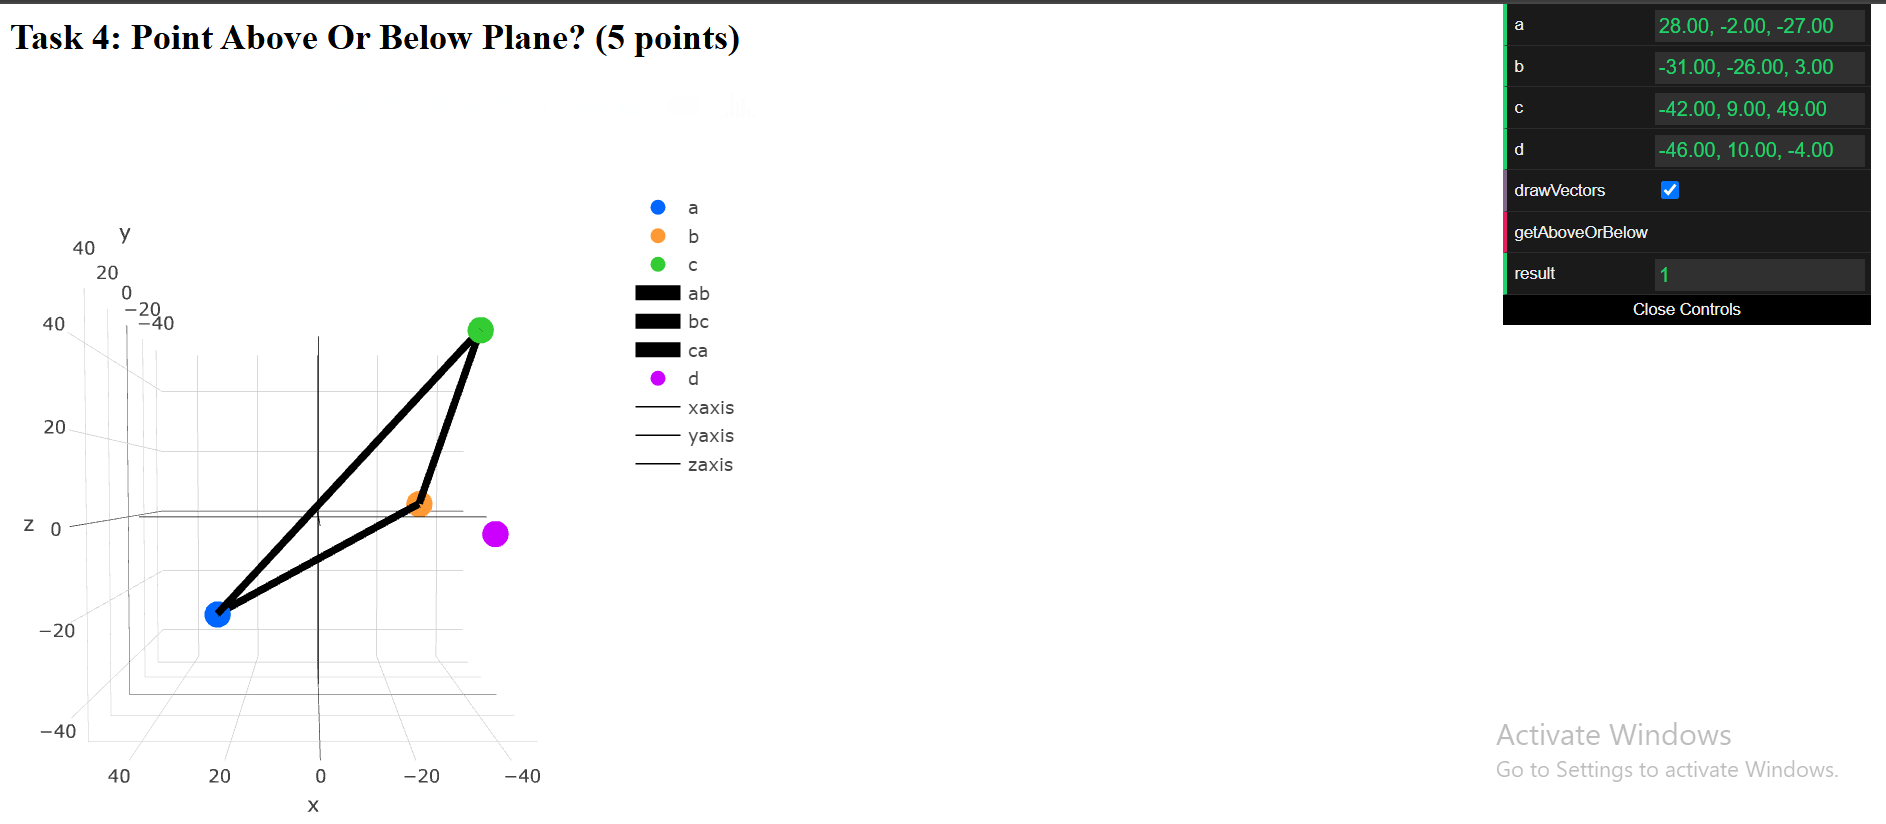 Task 4: Point Above Or Below Plane? (5 points)
a 28.00, -2.00, -27.00
b -31.00, -26.00, 3.00
c -42.00, 9.00, 49.00
d -46.00, 10.00, -4.00
drawVectors
getAboveOrBelow
result 1
Close Controls
a
b
c
ab
bc
ca
d
xaxis
yaxis
zaxis
y
40
20
0
−20
−40
40
20
z 0
−20
−40
40 20 0 −20 −40
x
Activate Windows
Go to Settings to activate Windows.